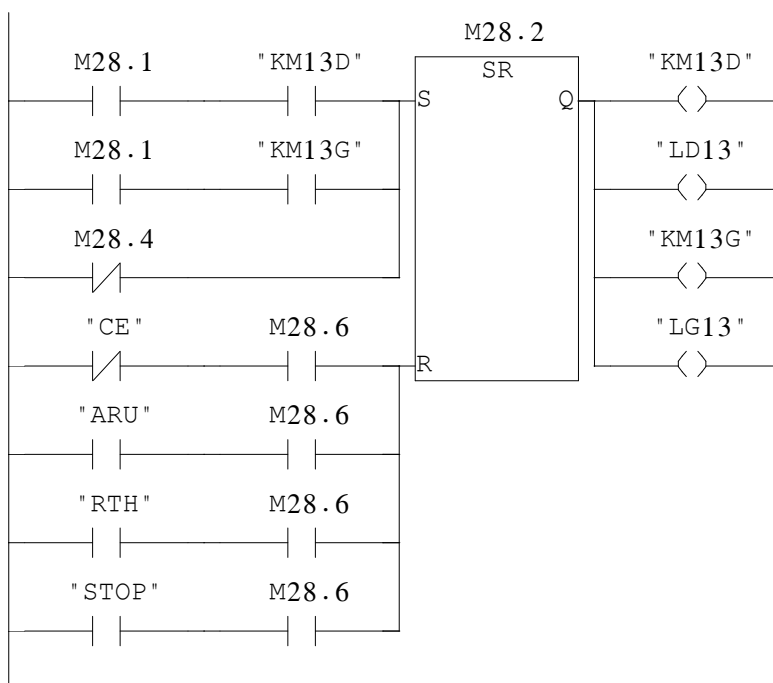 M28.2
M28.1 "KM13D" SR "KM13D"
S Q
M28.1 "KM13G" "LD13"
M28.4 "KM13G"
"CE" M28.6 "LG13"
R
"ARU" M28.6
"RTH" M28.6
"STOP" M28.6